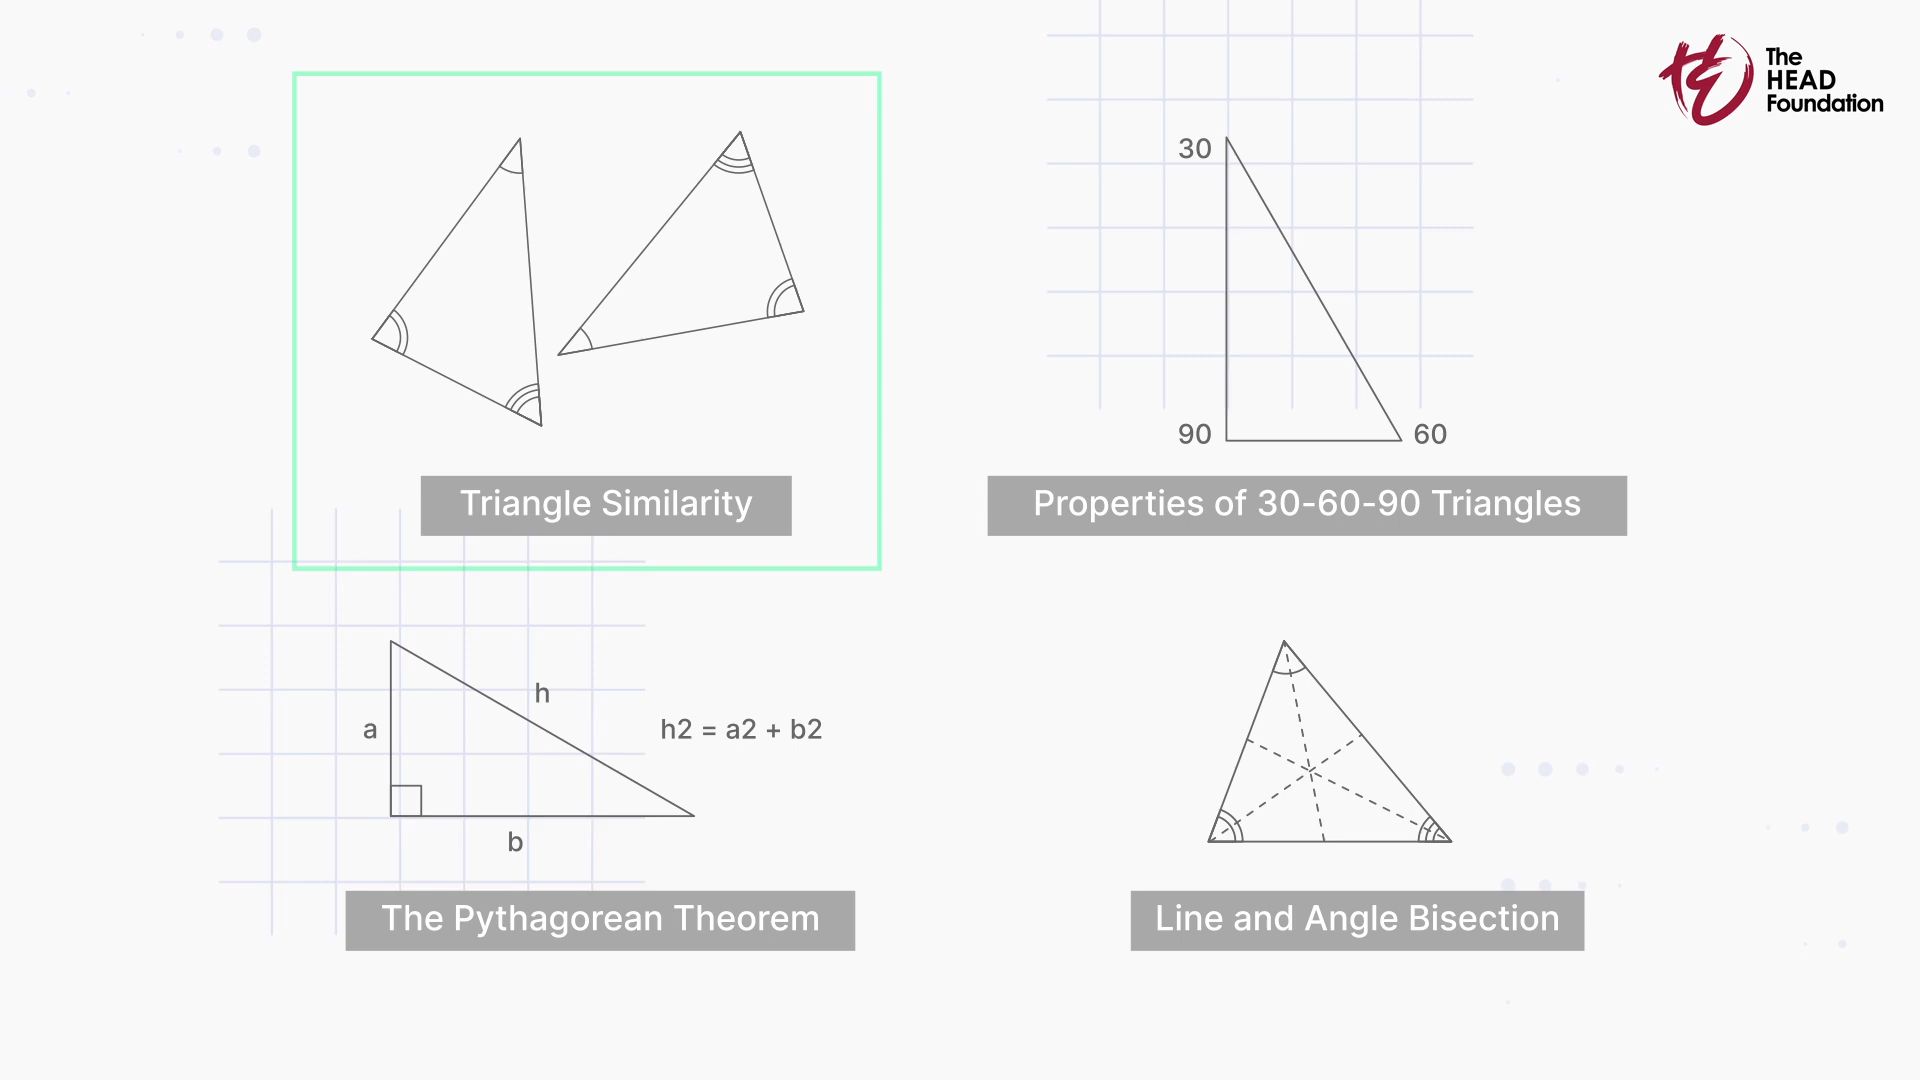 The
HEAD
Foundation
30
90
60
Triangle Similarity
Properties of 30-60-90 Triangles
a
h
b
h2 = a2 + b2
The Pythagorean Theorem
Line and Angle Bisection